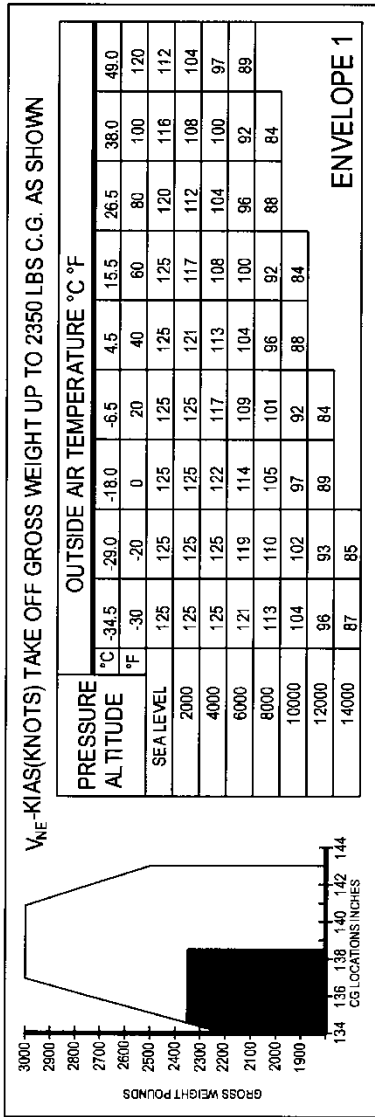 V_NE-KIAS(KNOTS) TAKE OFF GROSS WEIGHT UP TO 2350 LBS C.G. AS SHOWN
GROSS WEIGHT POUNDS
3000
2900
2800
2700
2600
2500
2400
2300
2200
2100
2000
1900
134 136 138 140 142 144
CG LOCATIONS INCHES
PRESSURE ALTITUDE
OUTSIDE AIR TEMPERATURE °C °F
°C -34.5 -29.0 -18.0 -6.5 4.5 15.5 26.5 38.0 49.0
°F -30 -20 0 20 40 60 80 100 120
SEA LEVEL 125 125 125 125 125 125 120 116 112
2000 125 125 125 125 121 117 112 108 104
4000 125 125 122 117 113 108 104 100 97
6000 121 119 114 109 104 100 96 92 89
8000 113 110 105 101 96 92 88 84
10000 104 102 97 92 88 84
12000 96 93 89 84
14000 87 85
ENVELOPE 1